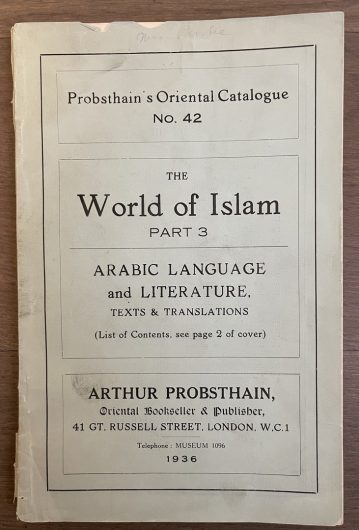 Probsthain's Oriental Catalogue
No. 42
THE
World of Islam
PART 3
ARABIC LANGUAGE
and LITERATURE,
TEXTS & TRANSLATIONS
(List of Contents, see page 2 of cover)
ARTHUR PROBSTHAIN,
Oriental Bookseller & Publisher,
41 GT. RUSSELL STREET, LONDON, W.C.1
Telephone: MUSEUM 1096
1936